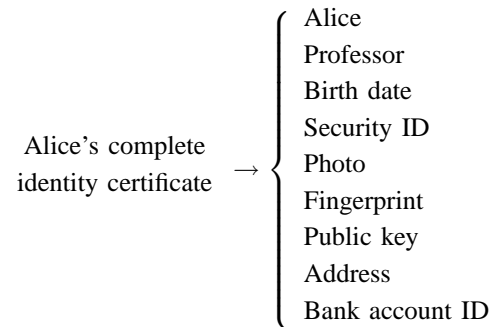 Alice's complete
identity certificate →
Alice
Professor
Birth date
Security ID
Photo
Fingerprint
Public key
Address
Bank account ID